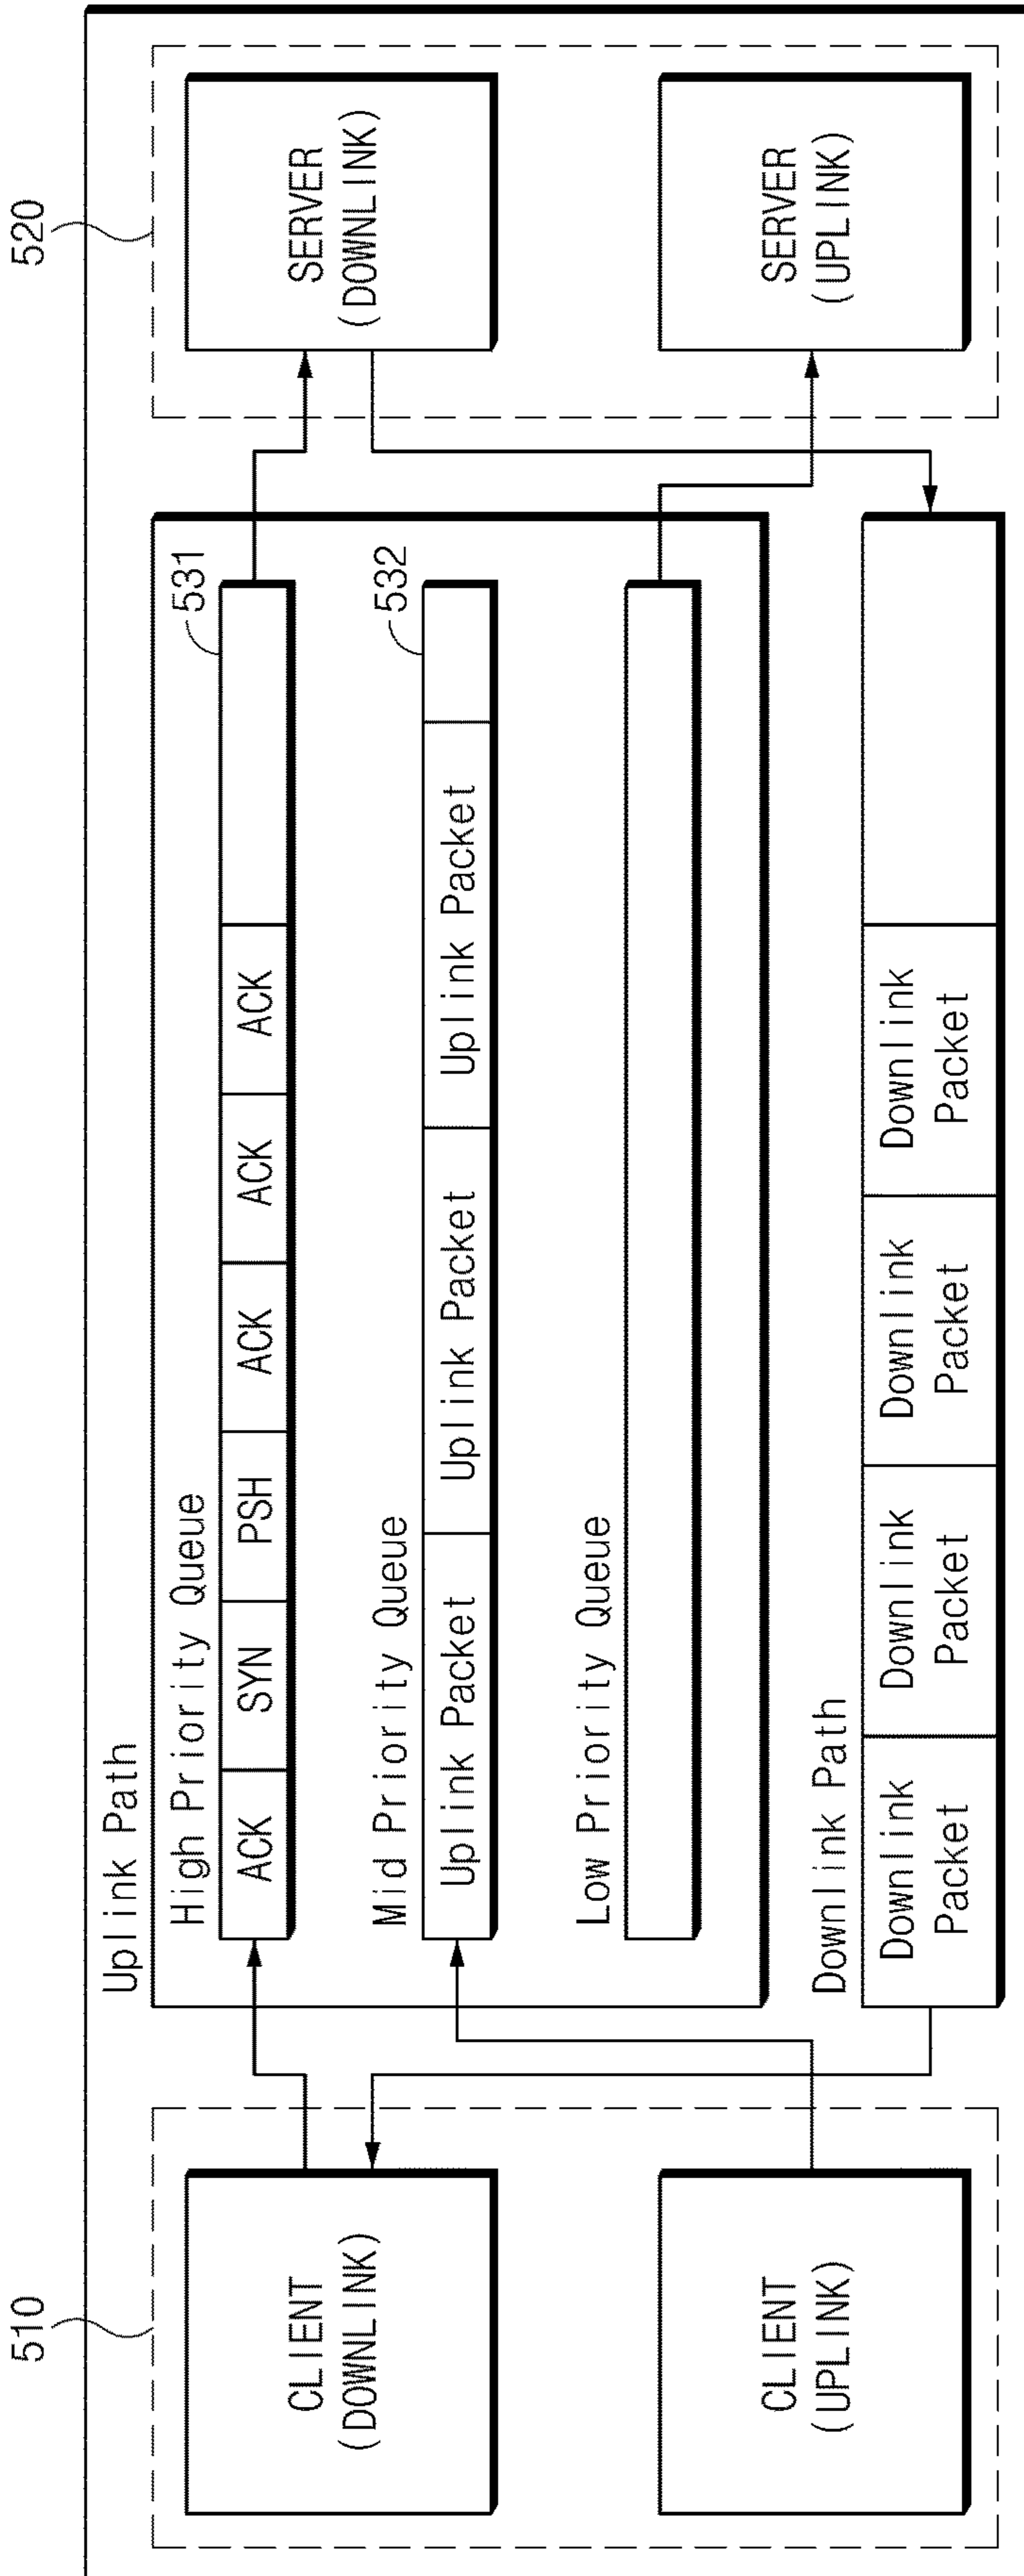 510
520
CLIENT
(DOWNLINK)
CLIENT
(UPLINK)
Uplink Path
High Priority Queue
531
ACK
SYN
PSH
ACK
ACK
ACK
Mid Priority Queue
532
Uplink Packet
Uplink Packet
Uplink Packet
Low Priority Queue
Downlink Path
Downlink
Packet
Downlink
Packet
Downlink
Packet
Downlink
Packet
SERVER
(DOWNLINK)
SERVER
(UPLINK)